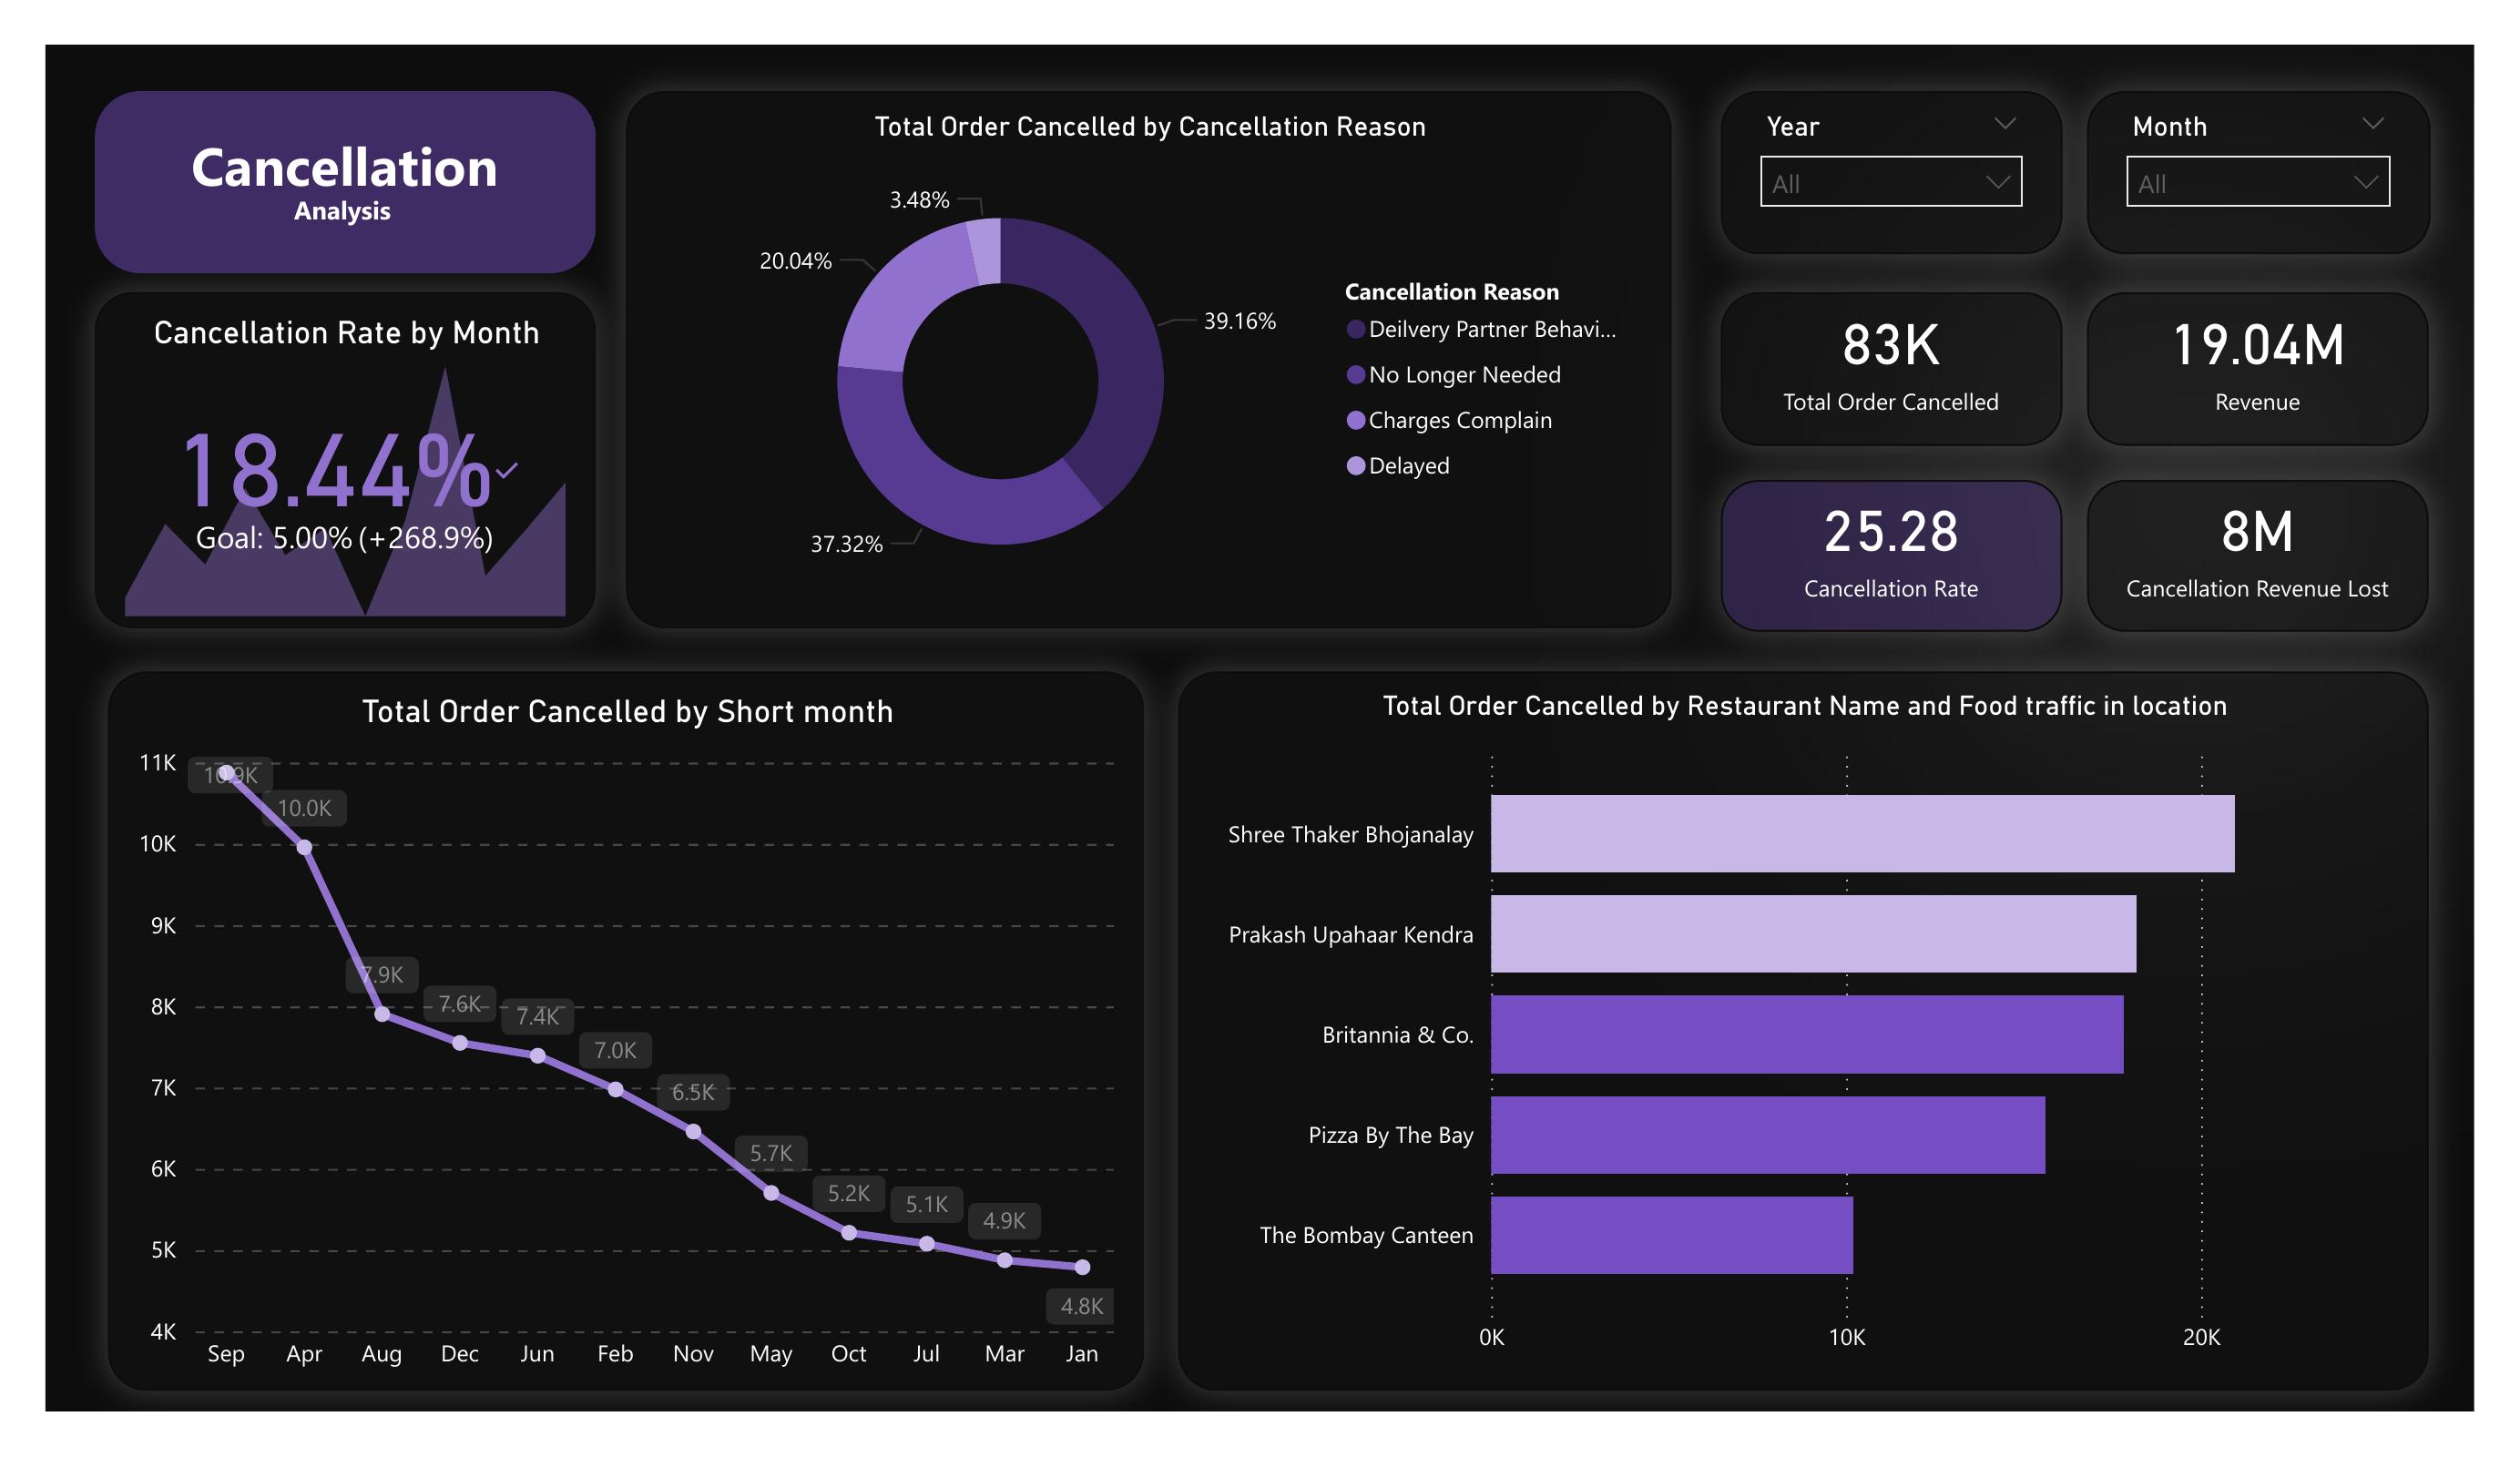 Cancellation
Analysis
Cancellation Rate by Month
18.44%
Goal: 5.00% (+268.9%)
Total Order Cancelled by Cancellation Reason
3.48%
20.04%
39.16%
37.32%
Cancellation Reason
Deilvery Partner Behavi...
No Longer Needed
Charges Complain
Delayed
Year
All
Month
All
83K
Total Order Cancelled
19.04M
Revenue
25.28
Cancellation Rate
8M
Cancellation Revenue Lost
Total Order Cancelled by Short month
11K
10K
9K
8K
7K
6K
5K
4K
10.9K
10.0K
7.9K
7.6K
7.4K
7.0K
6.5K
5.7K
5.2K
5.1K
4.9K
4.8K
Sep Apr Aug Dec Jun Feb Nov May Oct Jul Mar Jan
Total Order Cancelled by Restaurant Name and Food traffic in location
Shree Thaker Bhojanalay
Prakash Upahaar Kendra
Britannia & Co.
Pizza By The Bay
The Bombay Canteen
0K 10K 20K